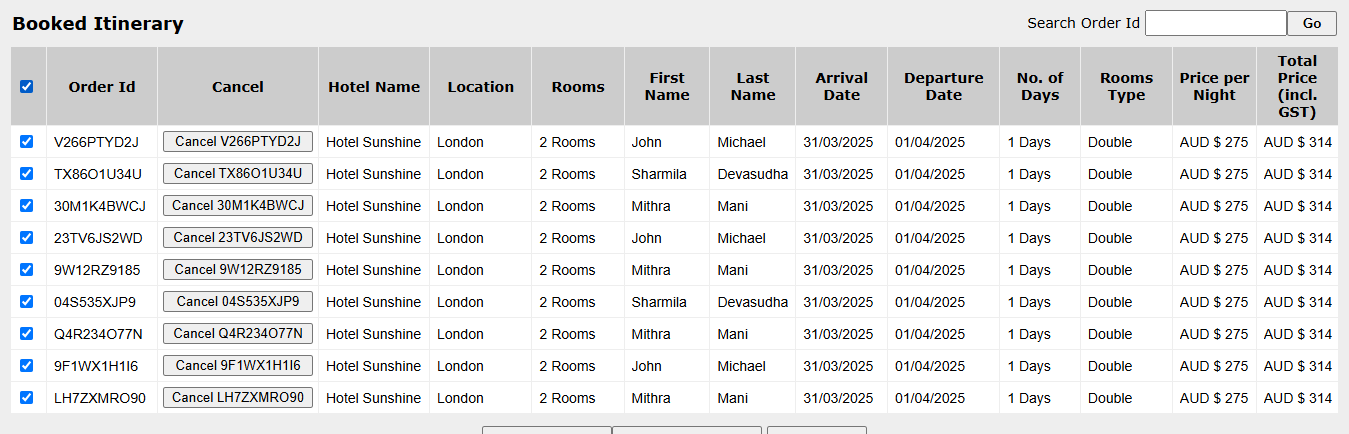 Booked Itinerary Search Order Id Go
Order Id Cancel Hotel Name Location Rooms First Name Last Name Arrival Date Departure Date No. of Days Rooms Type Price per Night Total Price (incl. GST)
V266PTYD2J Cancel V266PTYD2J Hotel Sunshine London 2 Rooms John Michael 31/03/2025 01/04/2025 1 Days Double AUD $ 275 AUD $ 314
TX86O1U34U Cancel TX86O1U34U Hotel Sunshine London 2 Rooms Sharmila Devasudha 31/03/2025 01/04/2025 1 Days Double AUD $ 275 AUD $ 314
30M1K4BWCJ Cancel 30M1K4BWCJ Hotel Sunshine London 2 Rooms Mithra Mani 31/03/2025 01/04/2025 1 Days Double AUD $ 275 AUD $ 314
23TV6JS2WD Cancel 23TV6JS2WD Hotel Sunshine London 2 Rooms John Michael 31/03/2025 01/04/2025 1 Days Double AUD $ 275 AUD $ 314
9W12RZ9185 Cancel 9W12RZ9185 Hotel Sunshine London 2 Rooms Mithra Mani 31/03/2025 01/04/2025 1 Days Double AUD $ 275 AUD $ 314
04S535XJP9 Cancel 04S535XJP9 Hotel Sunshine London 2 Rooms Sharmila Devasudha 31/03/2025 01/04/2025 1 Days Double AUD $ 275 AUD $ 314
Q4R234O77N Cancel Q4R234O77N Hotel Sunshine London 2 Rooms Mithra Mani 31/03/2025 01/04/2025 1 Days Double AUD $ 275 AUD $ 314
9F1WX1H1I6 Cancel 9F1WX1H1I6 Hotel Sunshine London 2 Rooms John Michael 31/03/2025 01/04/2025 1 Days Double AUD $ 275 AUD $ 314
LH7ZXMRO90 Cancel LH7ZXMRO90 Hotel Sunshine London 2 Rooms Mithra Mani 31/03/2025 01/04/2025 1 Days Double AUD $ 275 AUD $ 314